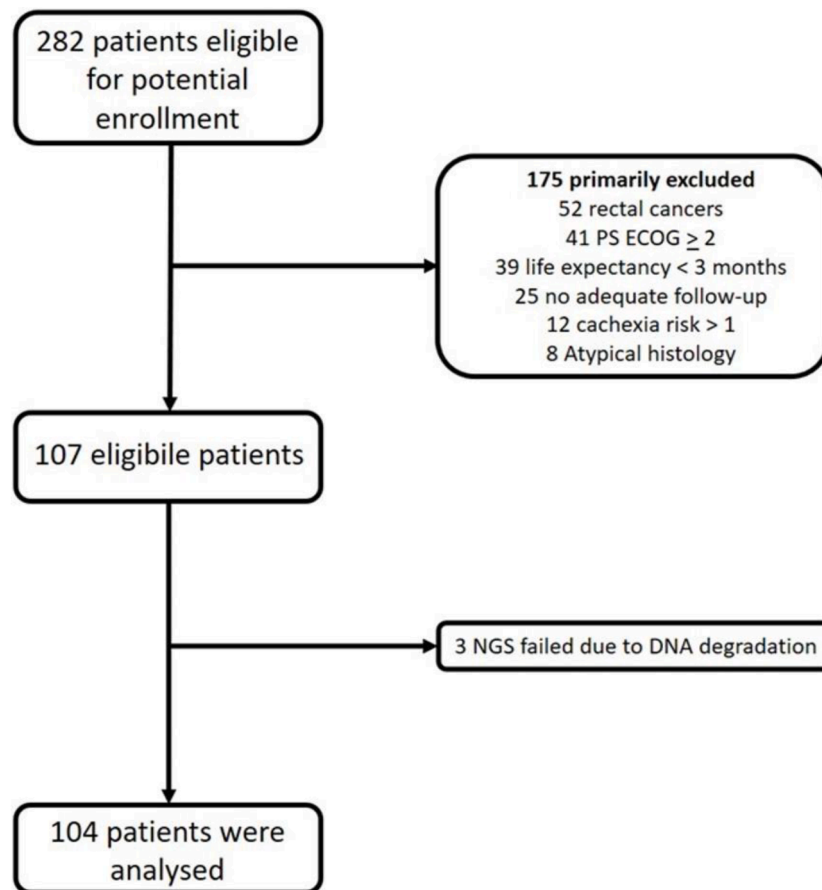 282 patients eligible
for potential
enrollment
175 primarily excluded
52 rectal cancers
41 PS ECOG ≥ 2
39 life expectancy < 3 months
25 no adequate follow-up
12 cachexia risk > 1
8 Atypical histology
107 eligibile patients
3 NGS failed due to DNA degradation
104 patients were
analysed